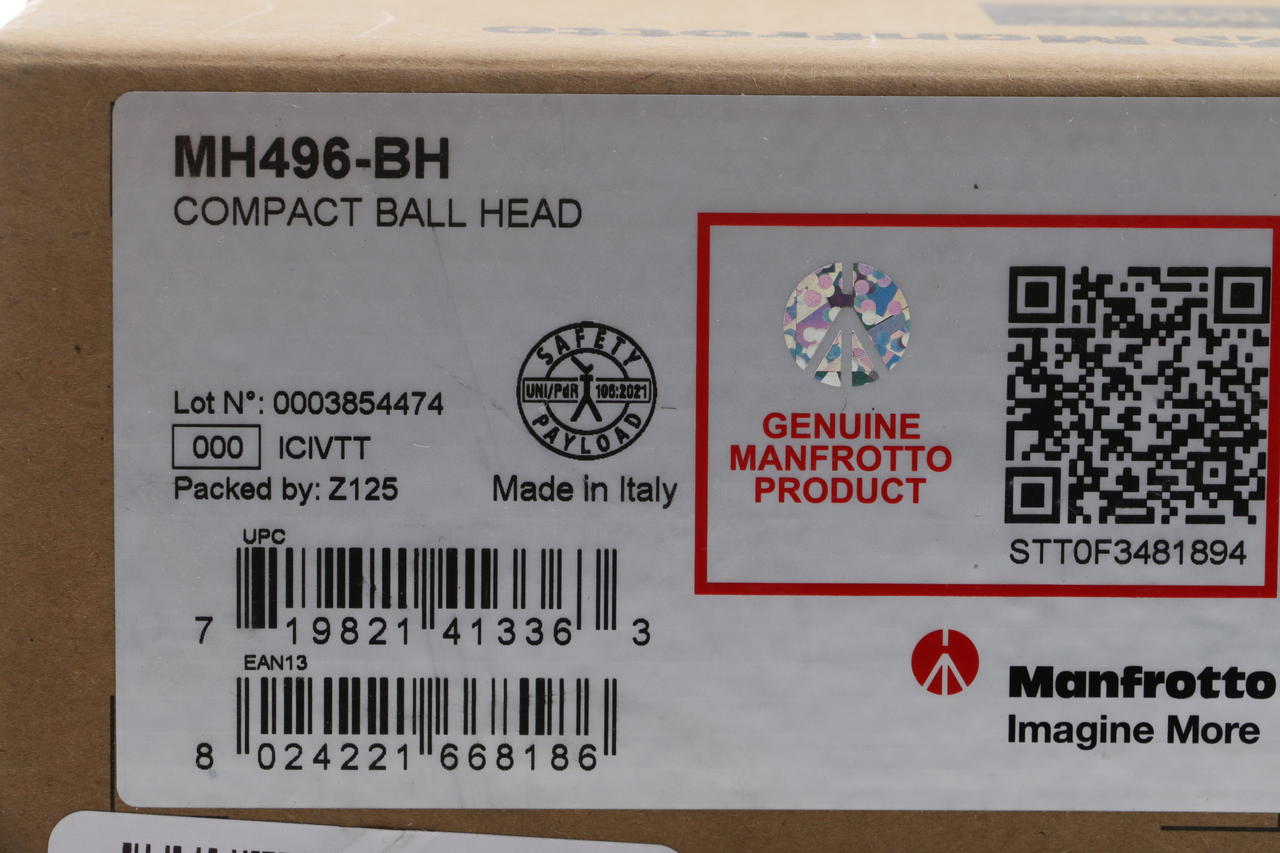 Manfrotto
MH496-BH
COMPACT BALL HEAD
SAFETY
UNI/PdR 105:2021
PAYLOAD
Lot N°: 0003854474
000 ICIVTT
Packed by: Z125
Made in Italy
GENUINE
MANFROTTO
PRODUCT
STT0F3481894
UPC
7 19821 41336 3
EAN13
8 024221 668186
Manfrotto
Imagine More